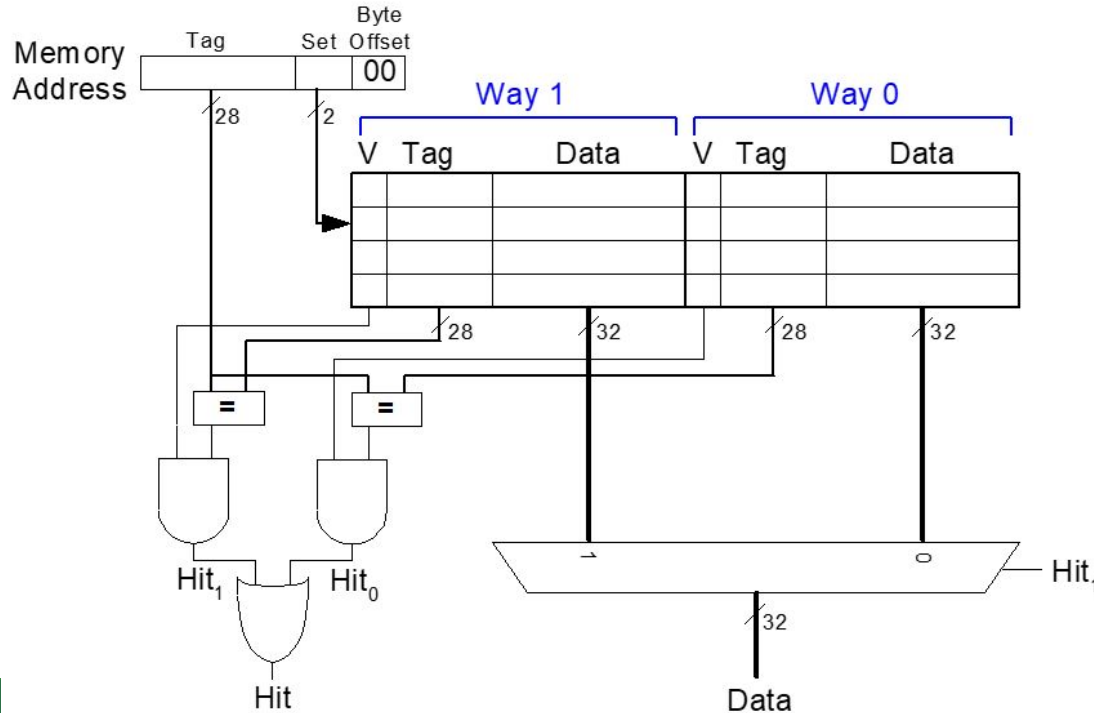 Byte
Tag Set Offset
Memory Address 00
28 2
Way 1 Way 0
V Tag Data V Tag Data
28 32 28 32
= =
1 0
Hit1 Hit0 Hit1
32
Hit Data